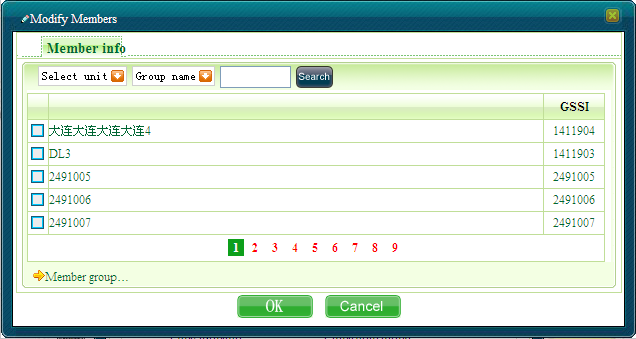 Modify Members
Member info
Select unit Group name Search
GSSI
大连大连大连大连4 1411904
DL3 1411903
2491005 2491005
2491006 2491006
2491007 2491007
1 2 3 4 5 6 7 8 9
Member group...
OK Cancel